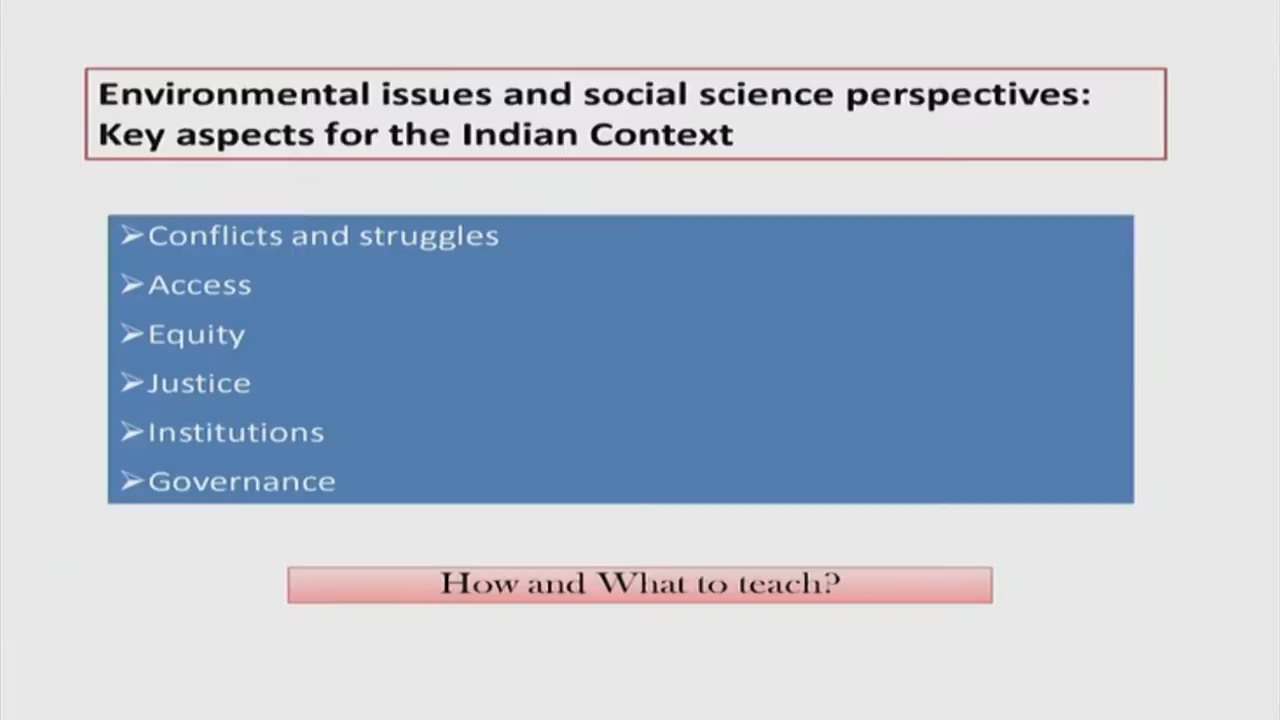 Environmental issues and social science perspectives:
Key aspects for the Indian Context
➢Conflicts and struggles
➢Access
➢Equity
➢Justice
➢Institutions
➢Governance
How and What to teach?